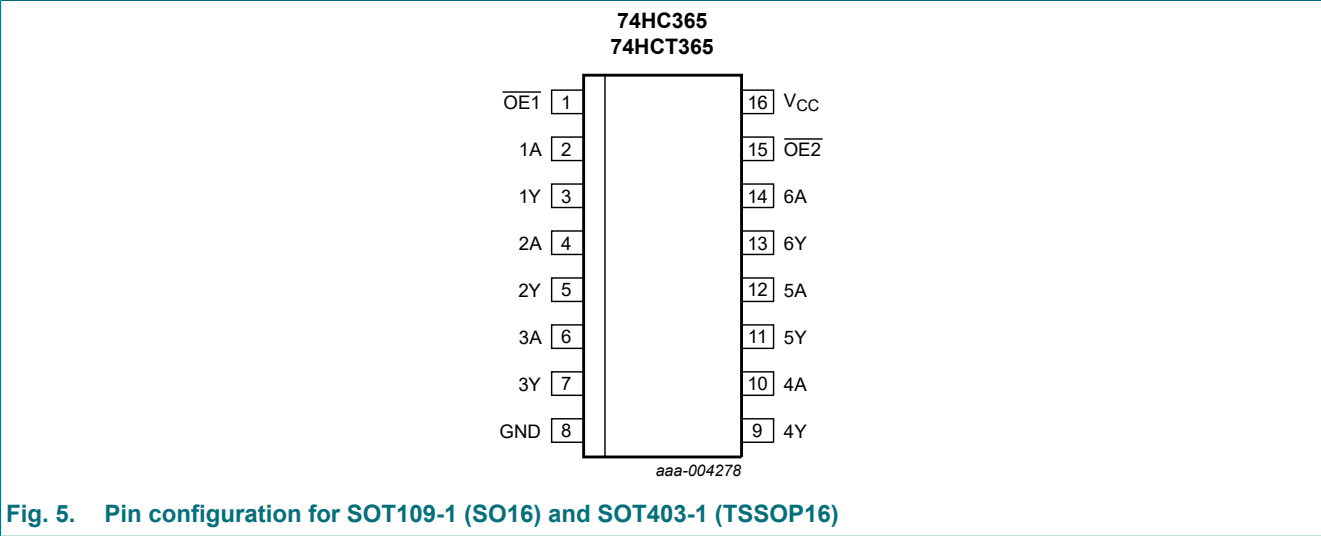 74HC365
74HCT365
OE1 1 16 VCC
1A 2 15 OE2
1Y 3 14 6A
2A 4 13 6Y
2Y 5 12 5A
3A 6 11 5Y
3Y 7 10 4A
GND 8 9 4Y
aaa-004278
Fig. 5. Pin configuration for SOT109-1 (SO16) and SOT403-1 (TSSOP16)